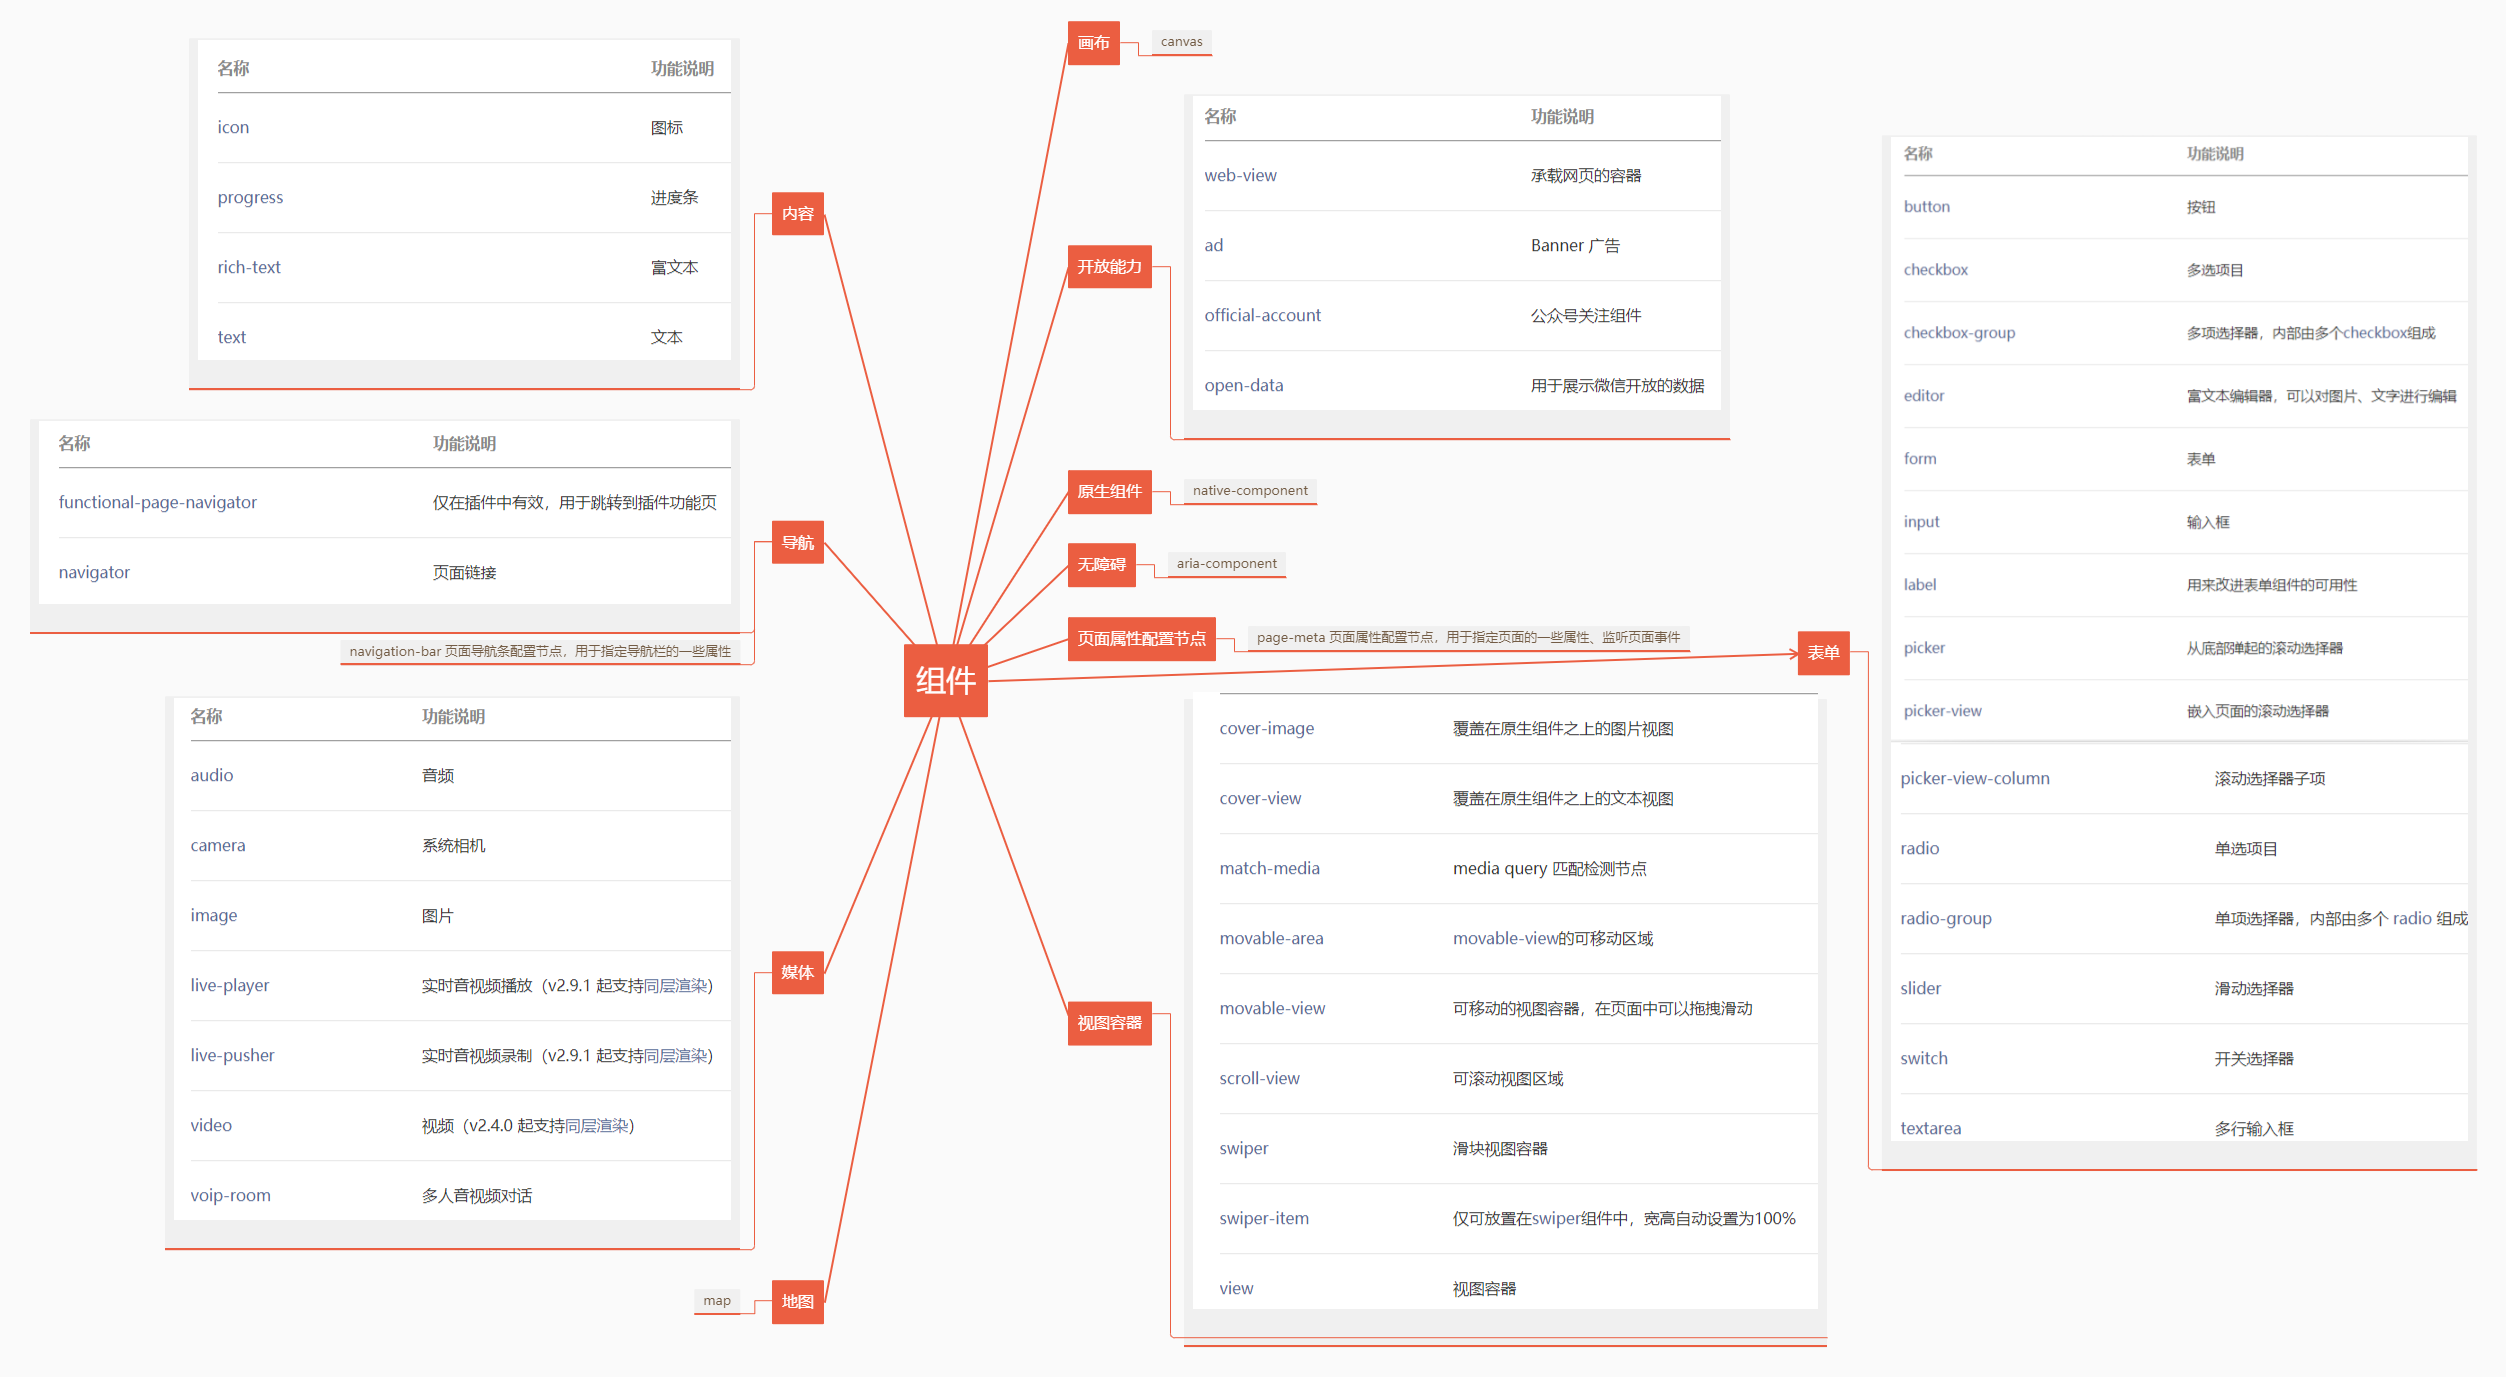 组件
内容
名称 功能说明
icon 图标
progress 进度条
rich-text 富文本
text 文本
导航
名称 功能说明
functional-page-navigator 仅在插件中有效，用于跳转到插件功能页
navigator 页面链接
navigation-bar 页面导航条配置节点，用于指定导航栏的一些属性
媒体
名称 功能说明
audio 音频
camera 系统相机
image 图片
live-player 实时音视频播放（v2.9.1 起支持同层渲染）
live-pusher 实时音视频录制（v2.9.1 起支持同层渲染）
video 视频（v2.4.0 起支持同层渲染）
voip-room 多人音视频对话
地图
map
画布
canvas
开放能力
名称 功能说明
web-view 承载网页的容器
ad Banner 广告
official-account 公众号关注组件
open-data 用于展示微信开放的数据
原生组件
native-component
无障碍
aria-component
页面属性配置节点
page-meta 页面属性配置节点，用于指定页面的一些属性、监听页面事件
视图容器
cover-image 覆盖在原生组件之上的图片视图
cover-view 覆盖在原生组件之上的文本视图
match-media media query 匹配检测节点
movable-area movable-view的可移动区域
movable-view 可移动的视图容器，在页面中可以拖拽滑动
scroll-view 可滚动视图区域
swiper 滑块视图容器
swiper-item 仅可放置在swiper组件中，宽高自动设置为100%
view 视图容器
表单
名称 功能说明
button 按钮
checkbox 多选项目
checkbox-group 多项选择器，内部由多个checkbox组成
editor 富文本编辑器，可以对图片、文字进行编辑
form 表单
input 输入框
label 用来改进表单组件的可用性
picker 从底部弹起的滚动选择器
picker-view 嵌入页面的滚动选择器
picker-view-column 滚动选择器子项
radio 单选项目
radio-group 单项选择器，内部由多个 radio 组成
slider 滑动选择器
switch 开关选择器
textarea 多行输入框